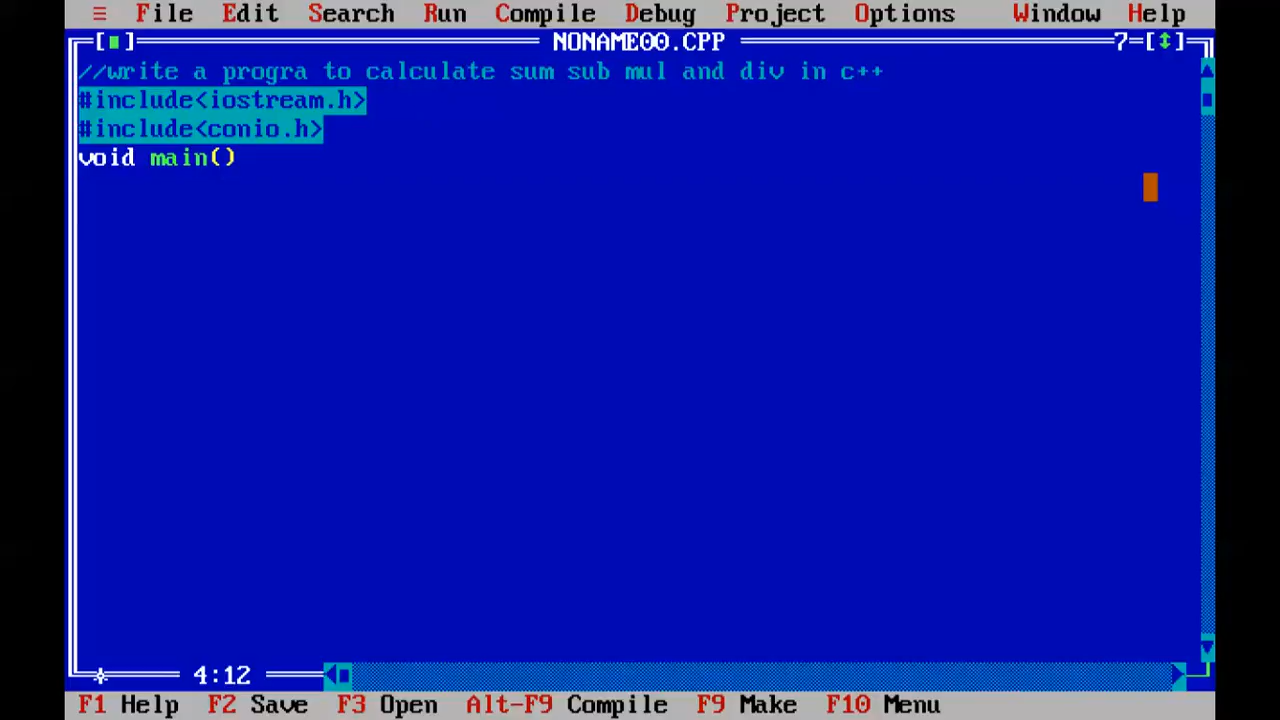 ≡ File Edit Search Run Compile Debug Project Options Window Help
[■] NONAME00.CPP 7=[↕]
//write a progra to calculate sum sub mul and div in c++
#include<iostream.h>
#include<conio.h>
void main()
* 4:12
F1 Help F2 Save F3 Open Alt-F9 Compile F9 Make F10 Menu